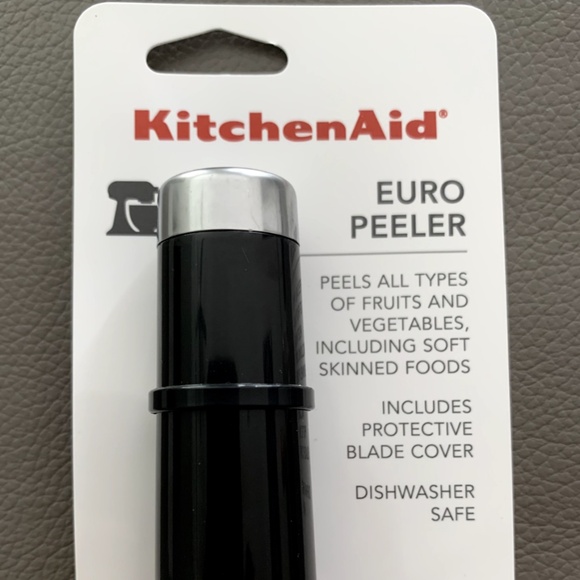 KitchenAid®
EURO
PEELER
PEELS ALL TYPES
OF FRUITS AND
VEGETABLES,
INCLUDING SOFT
SKINNED FOODS
INCLUDES
PROTECTIVE
BLADE COVER
DISHWASHER
SAFE